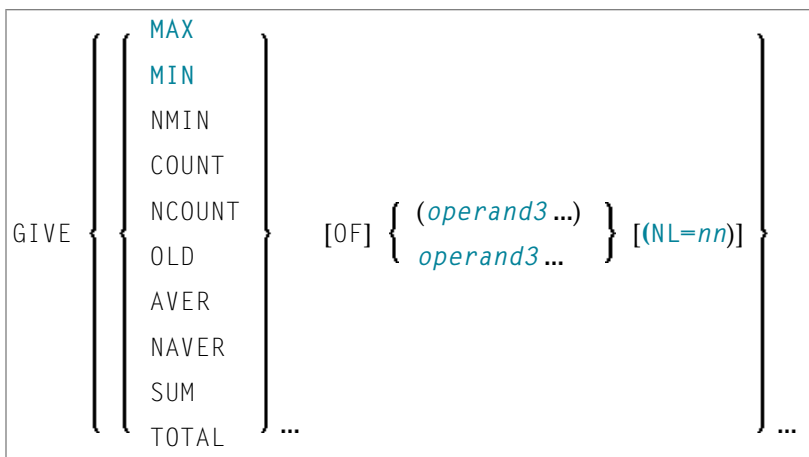 MAX
MIN
NMIN
COUNT
NCOUNT
GIVE { { OLD } [OF] { (operand3 ...) operand3 ... } [(NL=nn)] }
AVER
NAVER
SUM
TOTAL ... ...